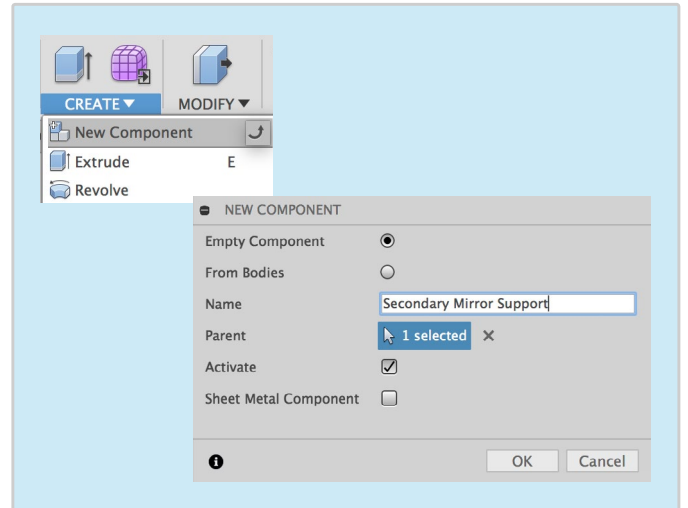 CREATE ▼ MODIFY ▼
New Component
Extrude E
Revolve
NEW COMPONENT
Empty Component
From Bodies
Name Secondary Mirror Support
Parent 1 selected
Activate
Sheet Metal Component
OK Cancel